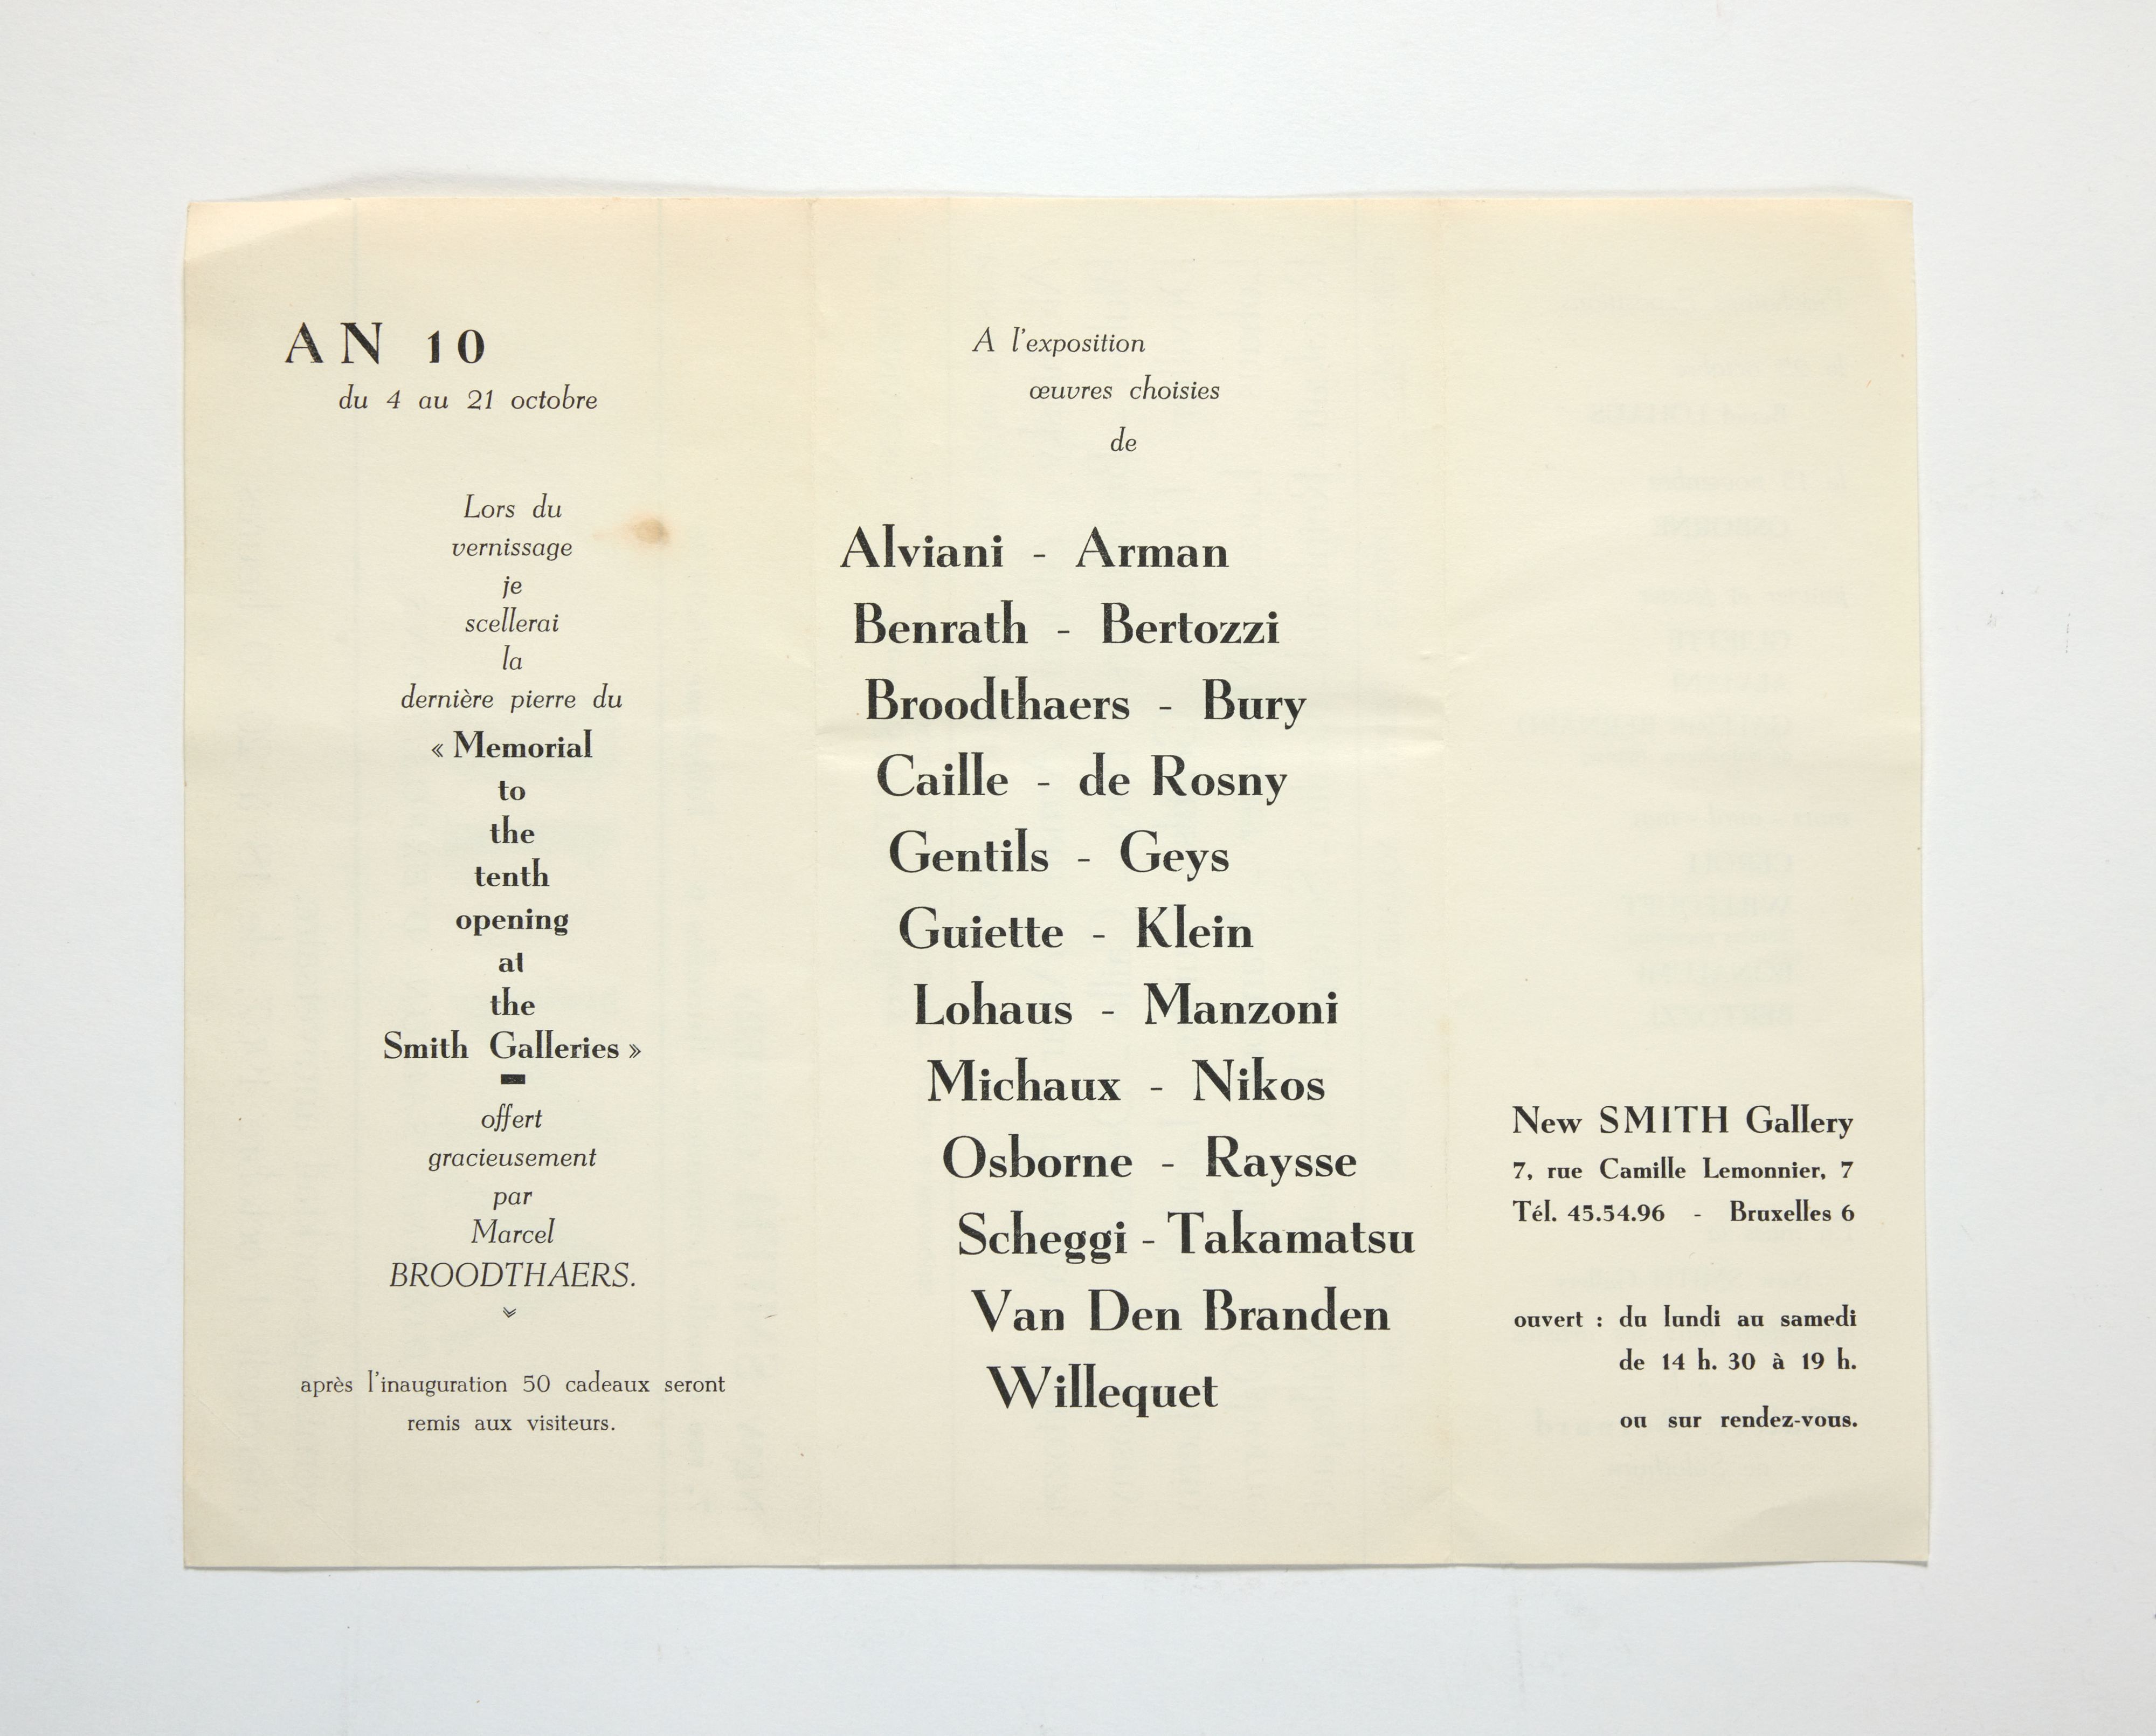 AN 10
du 4 au 21 octobre
Lors du
vernissage
je
scellerai
la
dernière pierre du
« Memorial
to
the
tenth
opening
at
the
Smith Galleries »
offert
gracieusement
par
Marcel
BROODTHAERS.
après l'inauguration 50 cadeaux seront
remis aux visiteurs.
A l'exposition
œuvres choisies
de
Alviani - Arman
Benrath - Bertozzi
Broodthaers - Bury
Caille - de Rosny
Gentils - Geys
Guiette - Klein
Lohaus - Manzoni
Michaux - Nikos
Osborne - Raysse
Scheggi - Takamatsu
Van Den Branden
Willequet
New SMITH Gallery
7, rue Camille Lemonnier, 7
Tél. 45.54.96 - Bruxelles 6
ouvert : du lundi au samedi
de 14 h. 30 à 19 h.
ou sur rendez-vous.